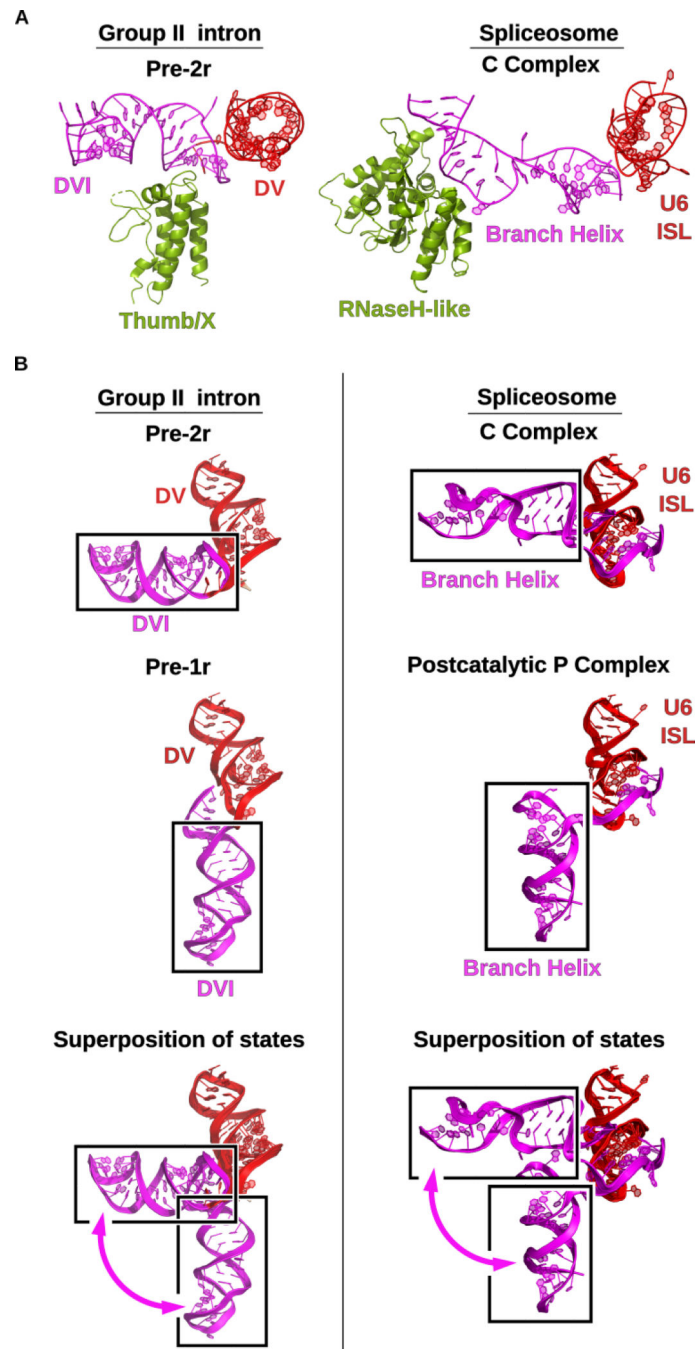 A
Group II intron
Pre-2r
Spliceosome
C Complex
DVI
DV
Branch Helix
U6
ISL
Thumb/X
RNaseH-like
B
Group II intron
Pre-2r
Spliceosome
C Complex
DV
DVI
U6
ISL
Branch Helix
Pre-1r
Postcatalytic P Complex
DV
DVI
U6
ISL
Branch Helix
Superposition of states
Superposition of states